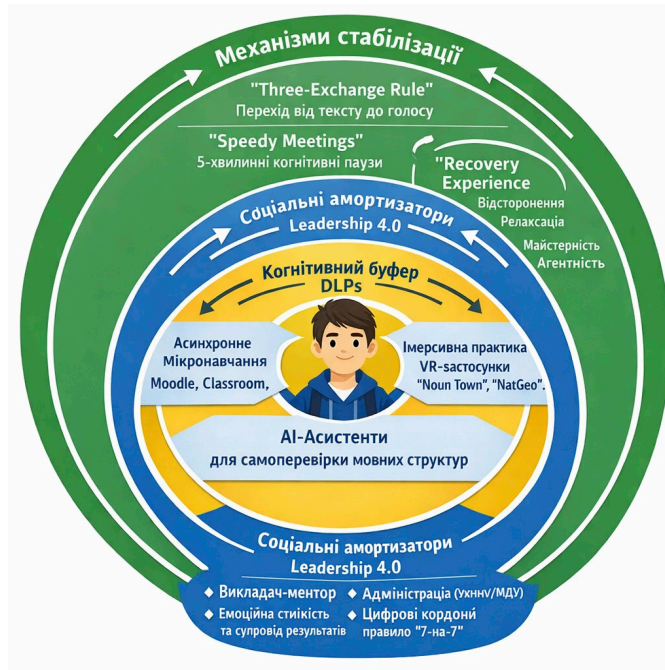 Механізми стабілізації
"Three-Exchange Rule"
Перехід від тексту до голосу
"Speedy Meetings"
5-хвилинні когнітивні паузи
"Recovery
Experience
Відсторонення
Релаксація
Майстерність
Агентність
Соціальні амортизатори
Leadership 4.0
Когнітивний буфер
DLPs
Асинхронне
Мікронавчання
Moodle, Classroom,
Імерсивна практика
VR-застосунки
"Noun Town", "NatGeo".
AI-Асистенти
для самоперевірки мовних структур
Соціальні амортизатори
Leadership 4.0
◆ Викладач-ментор
◆ Емоційна стиікість
та супровід результатів
◆ Адміністраціа (УкннV/МДУ)
◆ Цифрові кордони
правило "7-на-7"